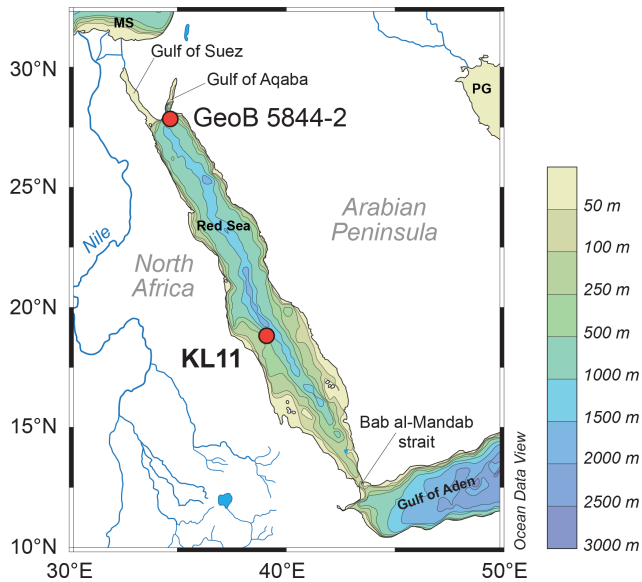 MS
Gulf of Suez
30°N
Gulf of Aqaba
PG
GeoB 5844-2
25°N
50 m
Arabian
Peninsula
Nile
Red Sea
100 m
North
Africa
250 m
20°N
500 m
KL11
1000 m
1500 m
15°N
Bab al-Mandab
strait
2000 m
Gulf of Aden
2500 m
Ocean Data View
10°N
3000 m
30°E
40°E
50°E